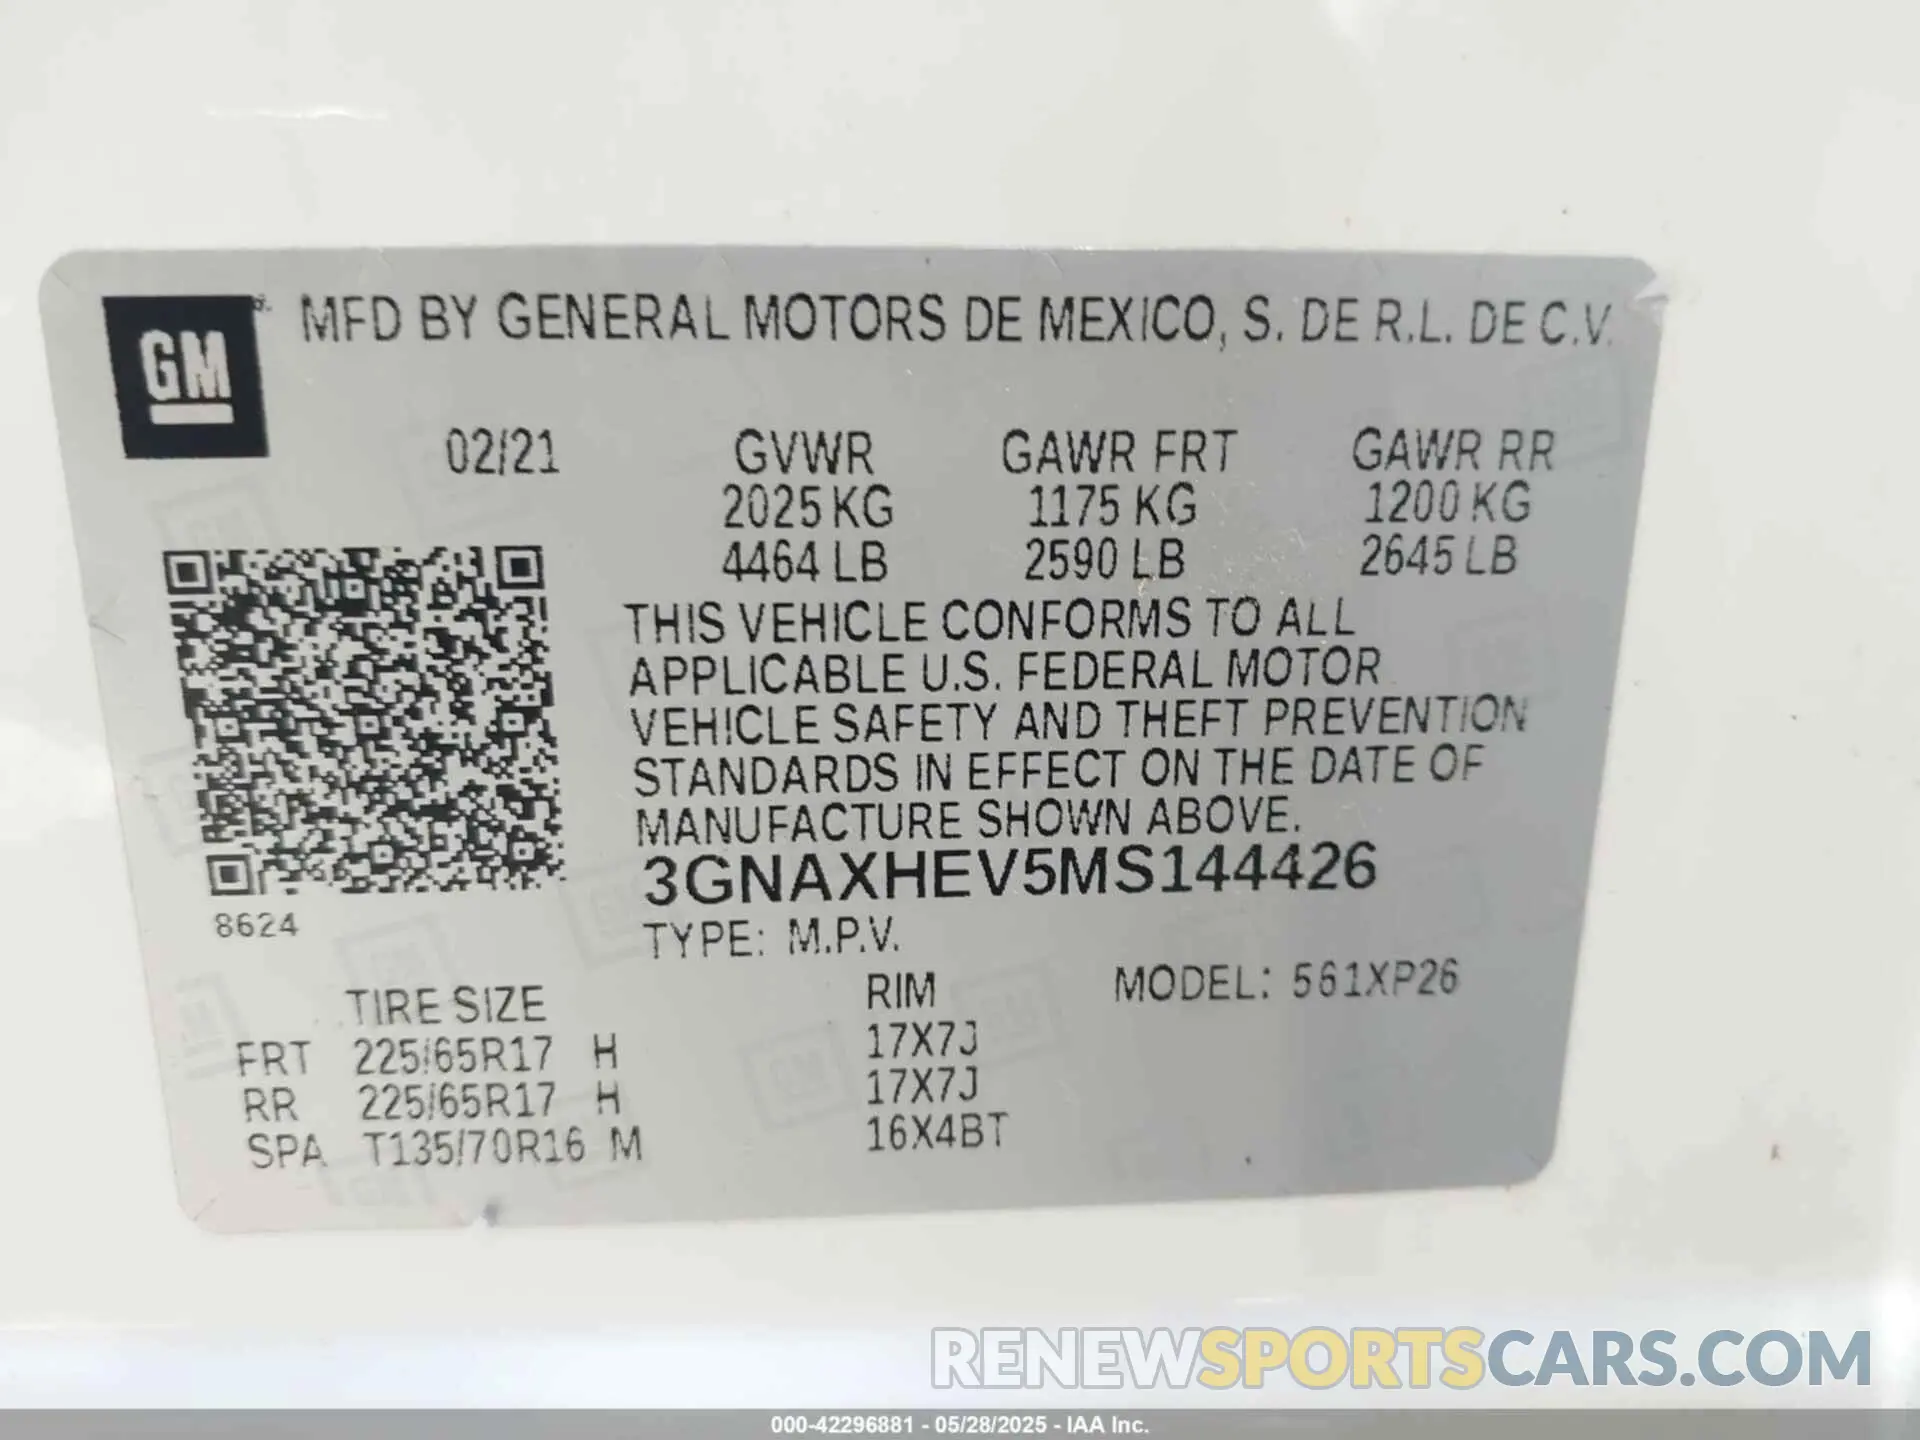 GM MFD BY GENERAL MOTORS DE MEXICO, S. DE R.L. DE C.V.
02/21 GVWR GAWR FRT GAWR RR
2025 KG 1175 KG 1200 KG
4464 LB 2590 LB 2645 LB
THIS VEHICLE CONFORMS TO ALL
APPLICABLE U.S. FEDERAL MOTOR
VEHICLE SAFETY AND THEFT PREVENTION
STANDARDS IN EFFECT ON THE DATE OF
MANUFACTURE SHOWN ABOVE.
3GNAXHEV5MS144426
8624
TYPE: M.P.V.
TIRE SIZE RIM MODEL: 561XP26
FRT 225/65R17 H 17X7J
RR 225/65R17 H 17X7J
SPA T135/70R16 M 16X4BT
RENEWSPORTSCARS.COM
000-42296881 - 05/28/2025 - IAA Inc.